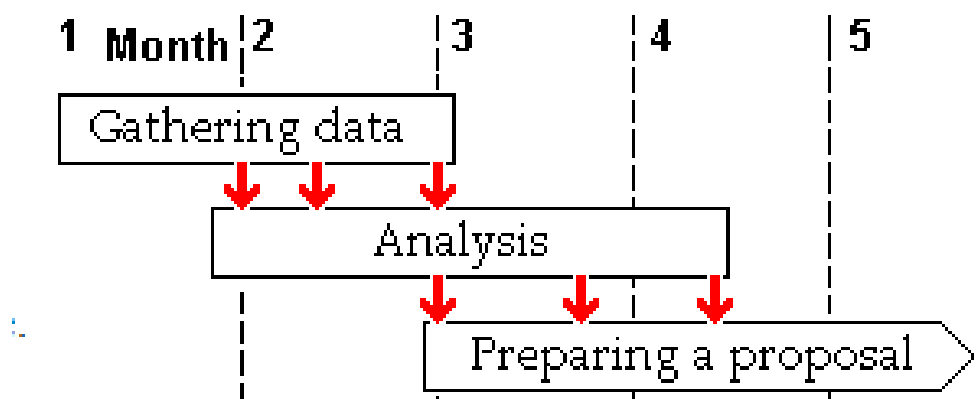 1 Month 2 3 4 5
Gathering data
Analysis
Preparing a proposal